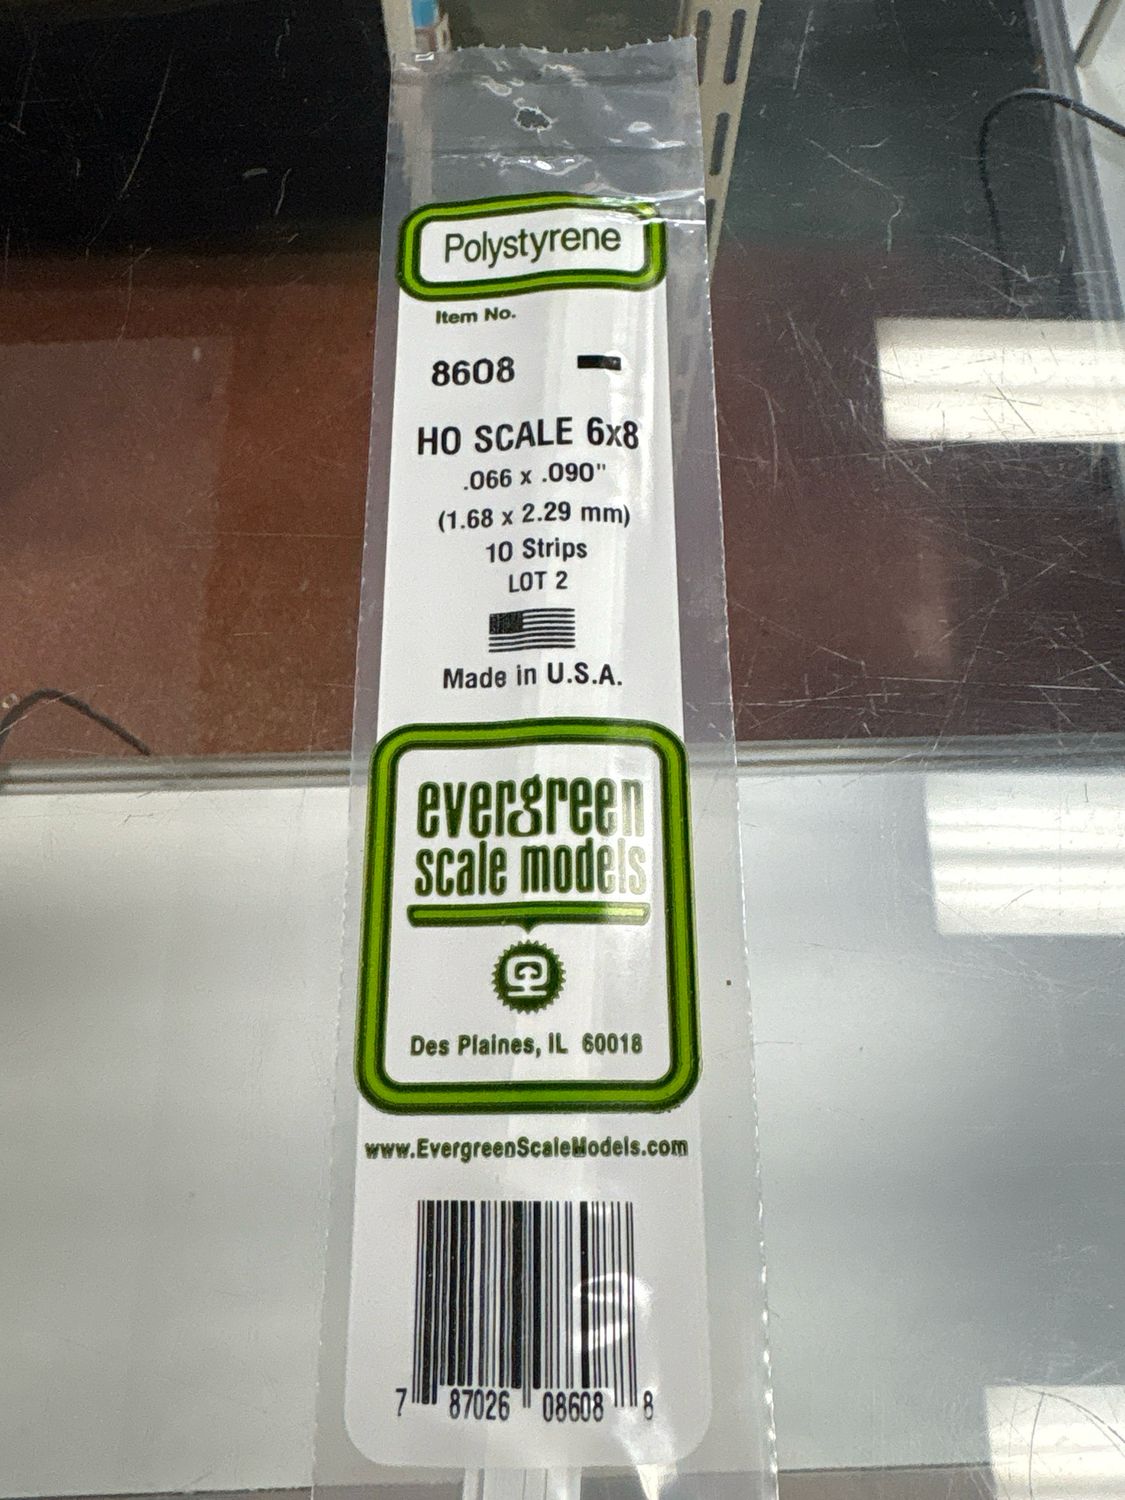 Polystyrene
Item No.
8608
HO SCALE 6x8
.066 x .090"
(1.68 x 2.29 mm)
10 Strips
LOT 2
Made in U.S.A.
evergreen
scale models
Des Plaines, IL 60018
www.EvergreenScaleModels.com
7 87026 08608 8